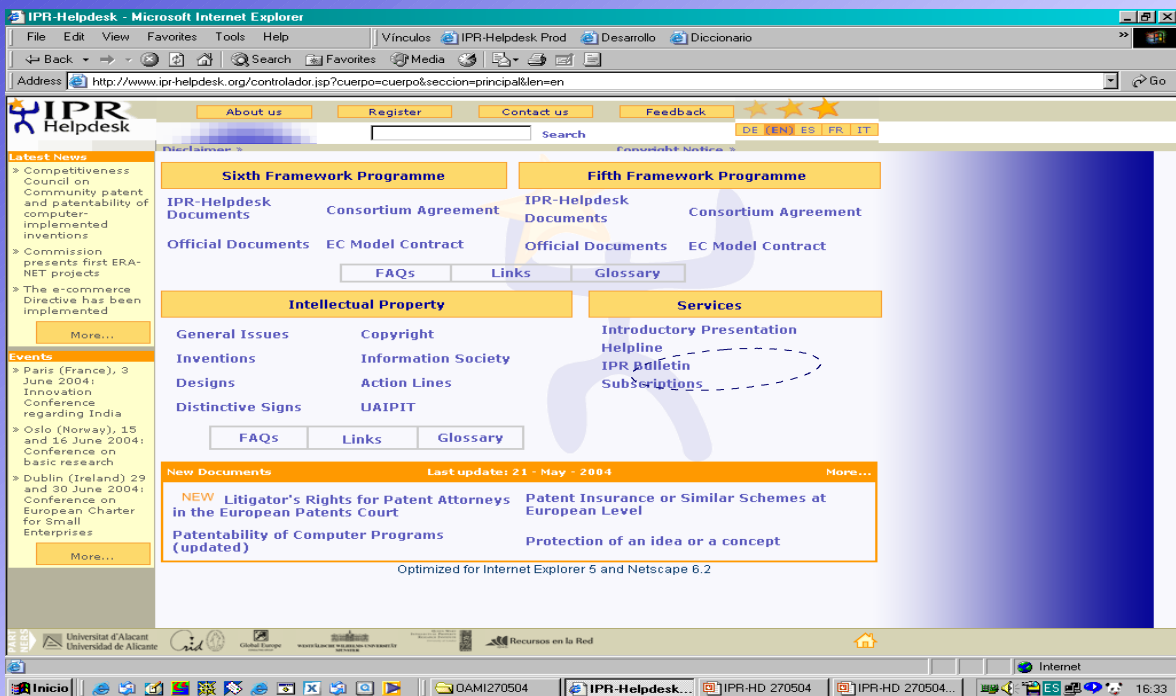 IPR-Helpdesk - Microsoft Internet Explorer
File Edit View Favorites Tools Help Vínculos IPR-Helpdesk Prod Desarrollo Diccionario »
Back Search Favorites Media
Address http://www.ipr-helpdesk.org/controlador.jsp?cuerpo=cuerpo&seccion=principal&len=en Go
IPR
Helpdesk
About us Register Contact us Feedback
Search
DE (EN) ES FR IT
Disclaimer » Copyright Notice »
Latest News
» Competitiveness
Council on
Community patent
and patentability of
computer-
implemented
inventions
» Commission
presents first ERA-
NET projects
» The e-commerce
Directive has been
implemented
More...
Events
» Paris (France), 3
June 2004:
Innovation
Conference
regarding India
» Oslo (Norway), 15
and 16 June 2004:
Conference on
basic research
» Dublin (Ireland) 29
and 30 June 2004:
Conference on
European Charter
for Small
Enterprises
More...
Sixth Framework Programme
IPR-Helpdesk
Documents
Consortium Agreement
Official Documents
EC Model Contract
Fifth Framework Programme
IPR-Helpdesk
Documents
Consortium Agreement
Official Documents
EC Model Contract
FAQs Links Glossary
Intellectual Property
General Issues Copyright
Inventions Information Society
Designs Action Lines
Distinctive Signs UAIPIT
FAQs Links Glossary
Services
Introductory Presentation
Helpline
IPR Bulletin
Subscriptions
New Documents Last update: 21 - May - 2004 More...
NEW Litigator's Rights for Patent Attorneys
in the European Patents Court
Patent Insurance or Similar Schemes at
European Level
Patentability of Computer Programs
(updated)
Protection of an idea or a concept
Optimized for Internet Explorer 5 and Netscape 6.2
PARTNERS
Universitat d'Alacant
Universidad de Alicante
Global Europe
Recursos en la Red
Internet
Inicio OAMI270504 IPR-Helpdesk... IPR-HD 270504 IPR-HD 270504... ES 16:33